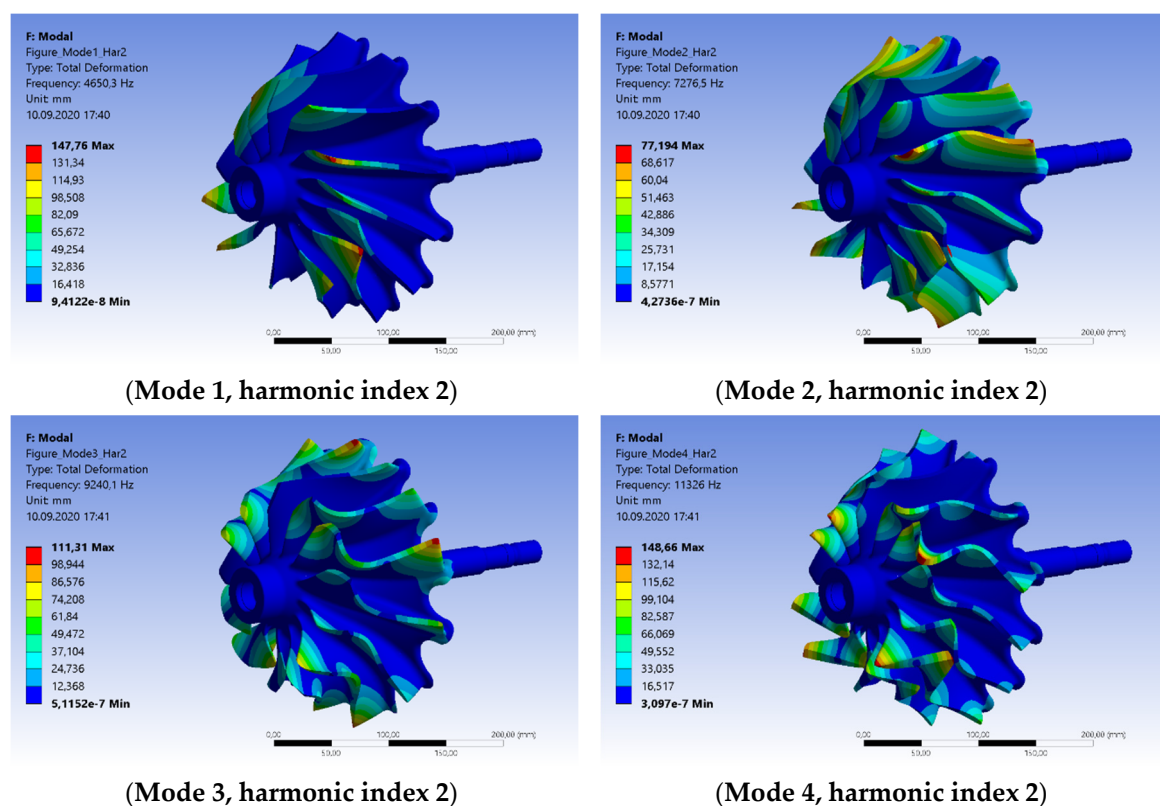 F: Modal
Figure_Mode1_Har2
Type: Total Deformation
Frequency: 4650,3 Hz
Unit: mm
10.09.2020 17:40
147,76 Max
131,34
114,93
98,508
82,09
65,672
49,254
32,836
16,418
9,4122e-8 Min
0,00 100,00 200,00 (mm)
50,00 150,00
(Mode 1, harmonic index 2)
F: Modal
Figure_Mode2_Har2
Type: Total Deformation
Frequency: 7276,5 Hz
Unit: mm
10.09.2020 17:40
77,194 Max
68,617
60,04
51,463
42,886
34,309
25,731
17,154
8,5771
4,2736e-7 Min
0,00 100,00 200,00 (mm)
50,00 150,00
(Mode 2, harmonic index 2)
F: Modal
Figure_Mode3_Har2
Type: Total Deformation
Frequency: 9240,1 Hz
Unit: mm
10.09.2020 17:41
111,31 Max
98,944
86,576
74,208
61,84
49,472
37,104
24,736
12,368
5,1152e-7 Min
0,00 100,00 200,00 (mm)
50,00 150,00
(Mode 3, harmonic index 2)
F: Modal
Figure_Mode4_Har2
Type: Total Deformation
Frequency: 11326 Hz
Unit: mm
10.09.2020 17:41
148,66 Max
132,14
115,62
99,104
82,587
66,069
49,552
33,035
16,517
3,097e-7 Min
0,00 100,00 200,00 (mm)
50,00 150,00
(Mode 4, harmonic index 2)